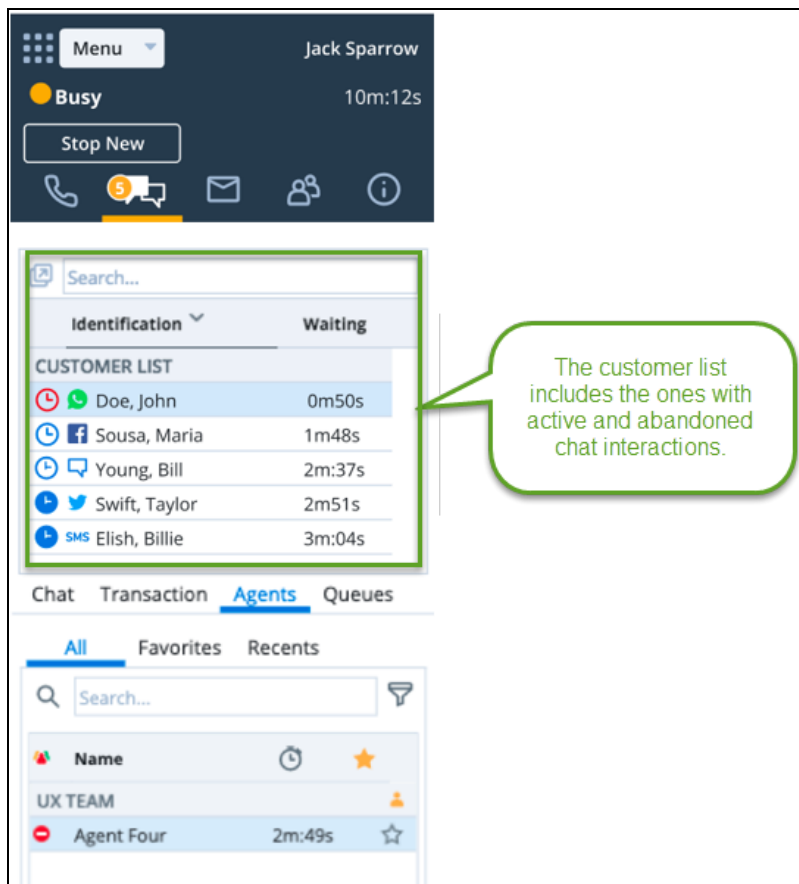 Menu
Jack Sparrow
Busy
10m:12s
Stop New
5
Search...
Identification
Waiting
CUSTOMER LIST
Doe, John 0m50s
Sousa, Maria 1m48s
Young, Bill 2m:37s
Swift, Taylor 2m51s
SMS Elish, Billie 3m:04s
The customer list
includes the ones with
active and abandoned
chat interactions.
Chat Transaction Agents Queues
All Favorites Recents
Search...
Name
UX TEAM
Agent Four 2m:49s